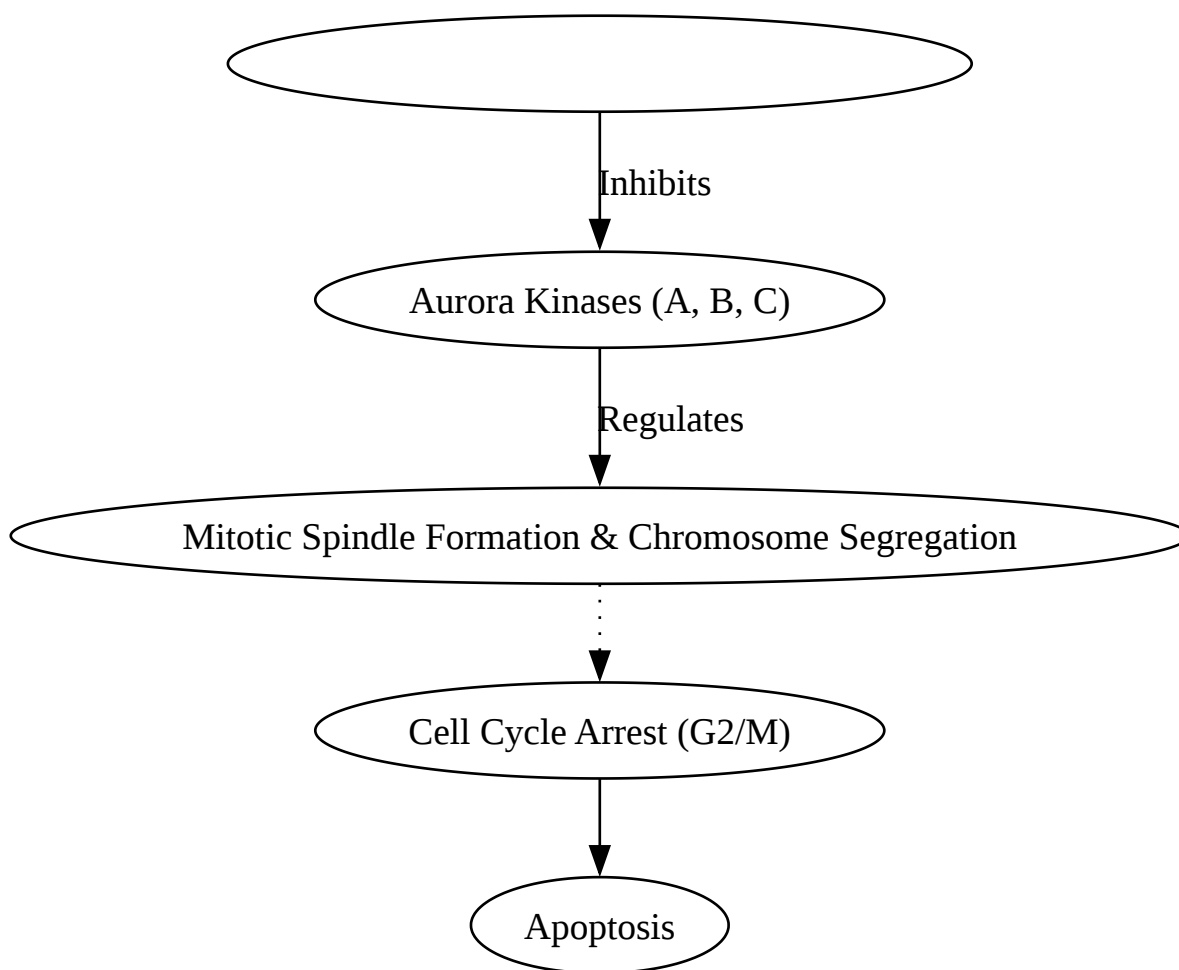 Inhibits
Aurora Kinases (A, B, C)
Regulates
Mitotic Spindle Formation & Chromosome Segregation
Cell Cycle Arrest (G2/M)
Apoptosis